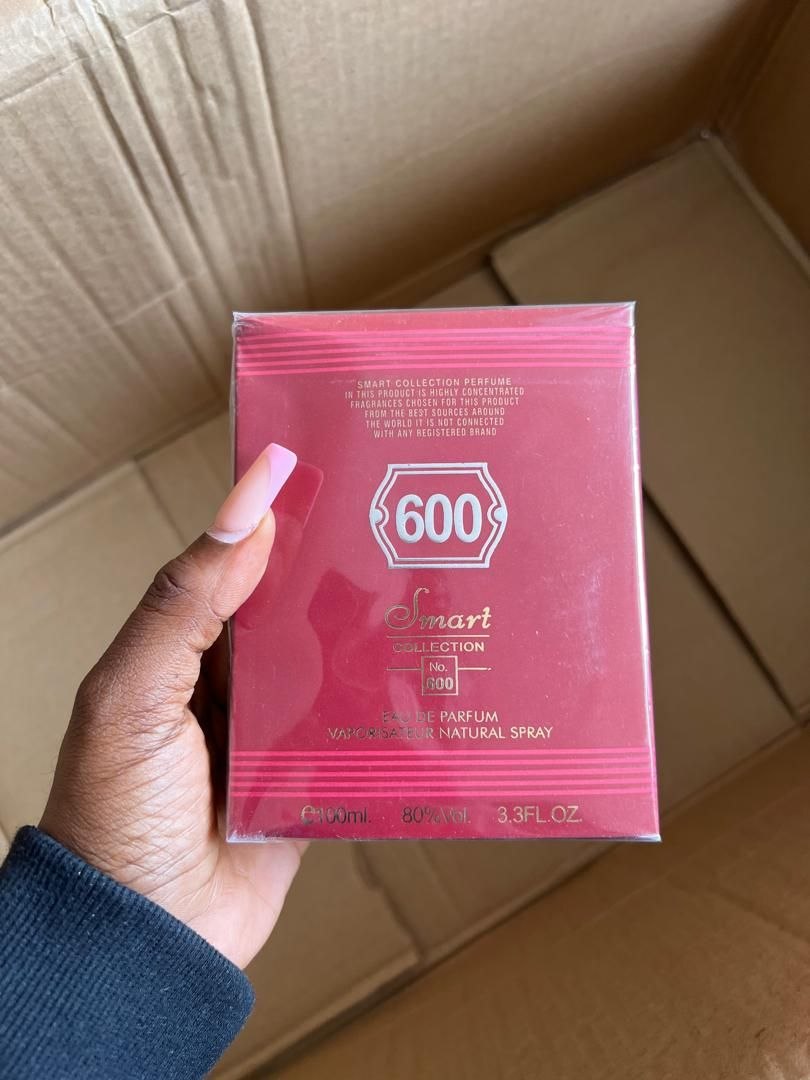 SMART COLLECTION PERFUME
IN THIS PRODUCT IS HIGHLY CONCENTRATED
FRAGRANCES CHOSEN FOR THIS PRODUCT
FROM THE BEST SOURCES AROUND
THE WORLD IT IS NOT CONNECTED
WITH ANY REGISTERED BRAND
600
Smart
COLLECTION
No.
600
EAU DE PARFUM
VAPORISATEUR NATURAL SPRAY
℮100ml. 80%Vol. 3.3FL.OZ.